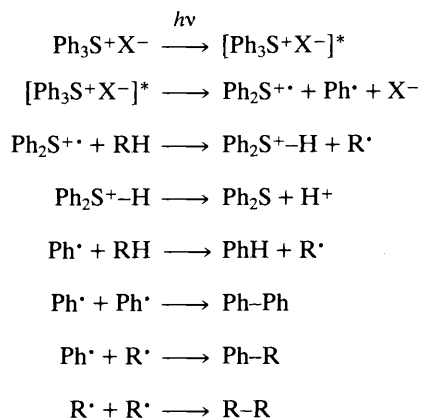 hν
Ph₃S⁺X⁻ ⟶ [Ph₃S⁺X⁻]*
[Ph₃S⁺X⁻]* ⟶ Ph₂S⁺• + Ph• + X⁻
Ph₂S⁺• + RH ⟶ Ph₂S⁺–H + R•
Ph₂S⁺–H ⟶ Ph₂S + H⁺
Ph• + RH ⟶ PhH + R•
Ph• + Ph• ⟶ Ph–Ph
Ph• + R• ⟶ Ph–R
R• + R• ⟶ R–R